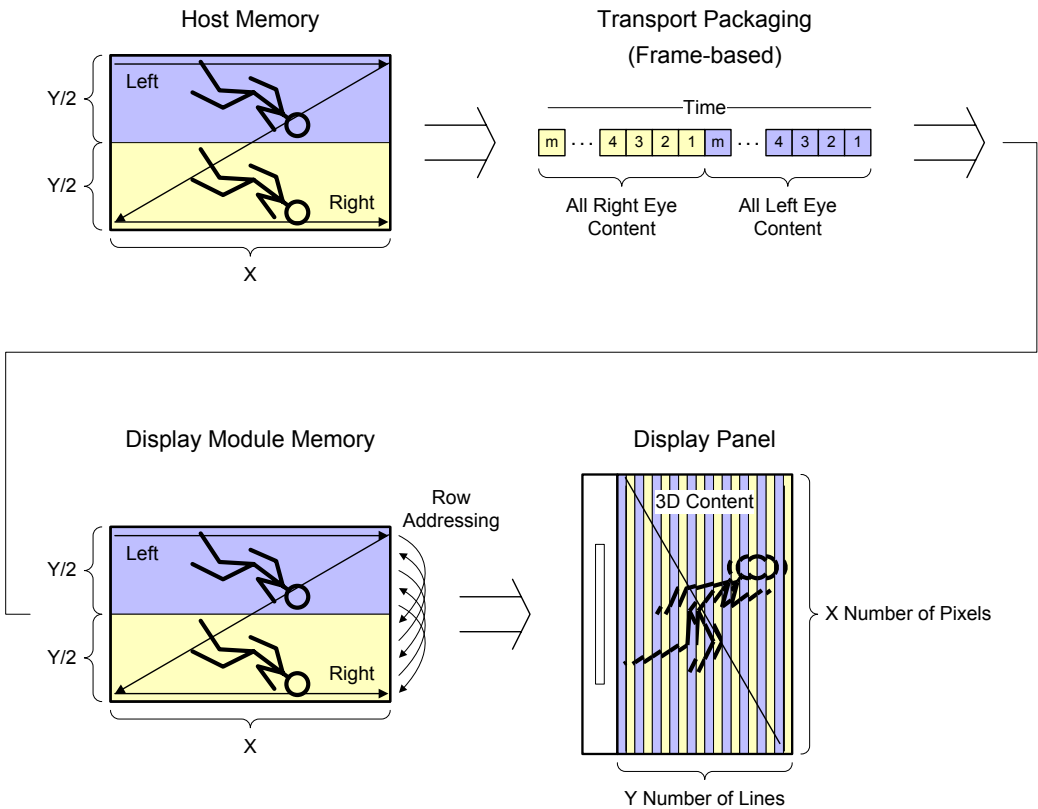 Host Memory
Transport Packaging
(Frame-based)
Left
Y/2
Y/2
Right
X
Time
m . . . 4 3 2 1 m . . . 4 3 2 1
All Right Eye
Content
All Left Eye
Content
Display Module Memory
Display Panel
Row
Addressing
Left
Y/2
Y/2
Right
X
3D Content
X Number of Pixels
Y Number of Lines